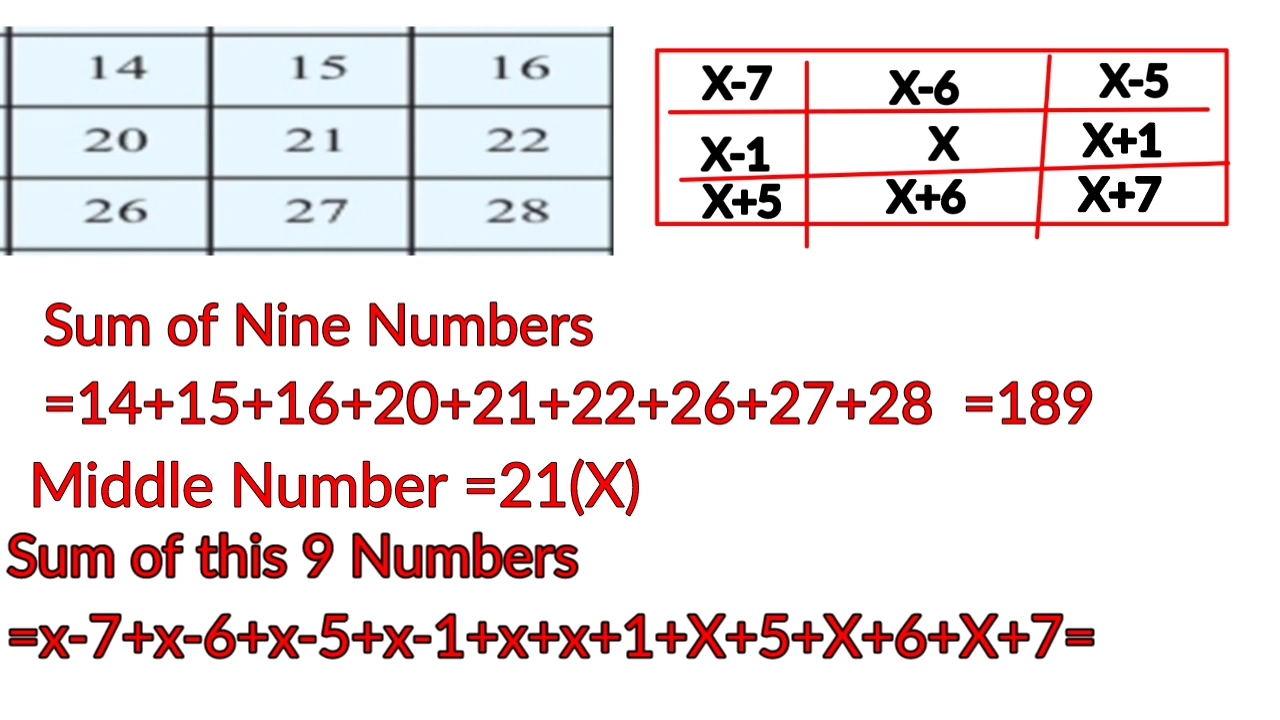 14 15 16
20 21 22
26 27 28
X-7 X-6 X-5
X-1 X X+1
X+5 X+6 X+7
Sum of Nine Numbers
=14+15+16+20+21+22+26+27+28 =189
Middle Number =21(X)
Sum of this 9 Numbers
=x-7+x-6+x-5+x-1+x+x+1+X+5+X+6+X+7=